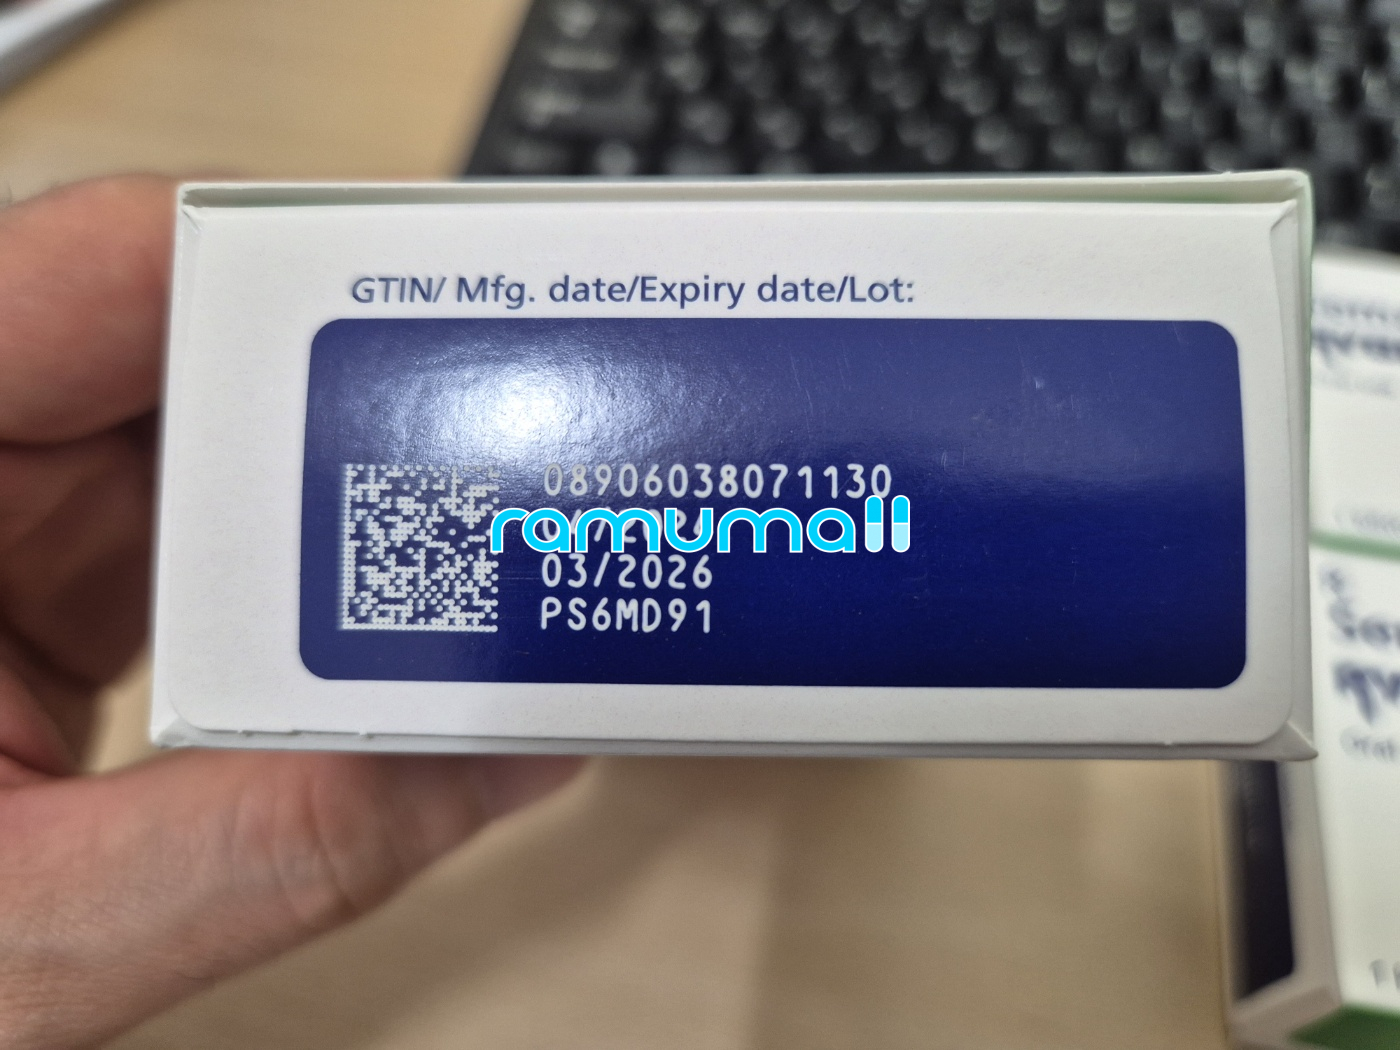 GTIN/ Mfg. date/Expiry date/Lot:
08906038071130
ramumall
03/2026
PS6MD91